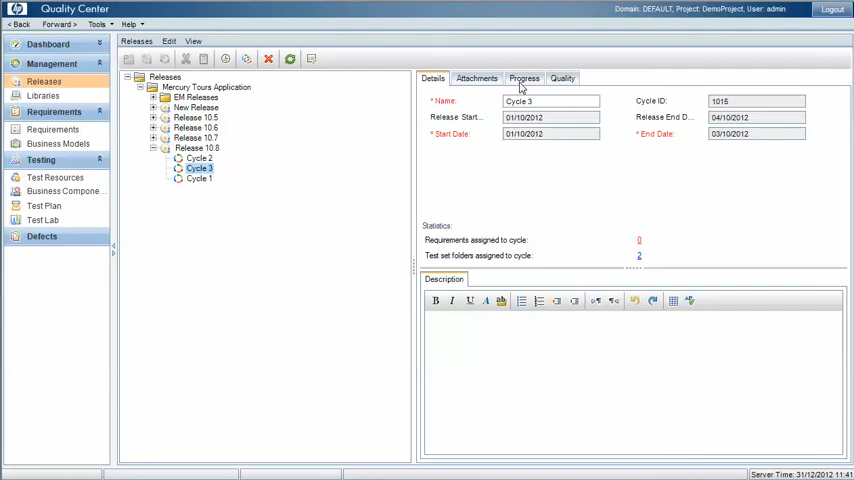 hp Quality Center Domain: DEFAULT, Project: DemoProject, User: admin Logout
< Back Forward > Tools Help
Dashboard
Management
Releases
Libraries
Requirements
Requirements
Business Models
Testing
Test Resources
Business Compone...
Test Plan
Test Lab
Defects
Releases Edit View
Releases
Mercury Tours Application
EM Releases
New Release
Release 10.5
Release 10.6
Release 10.7
Release 10.8
Cycle 2
Cycle 3
Cycle 1
Details Attachments Progress Quality
* Name: Cycle 3 Cycle ID: 1015
Release Start... 01/10/2012 Release End D... 04/10/2012
* Start Date: 01/10/2012 * End Date: 03/10/2012
Statistics:
Requirements assigned to cycle: 0
Test set folders assigned to cycle: 2
Description
B I U A ab
Server Time: 31/12/2012 11:41